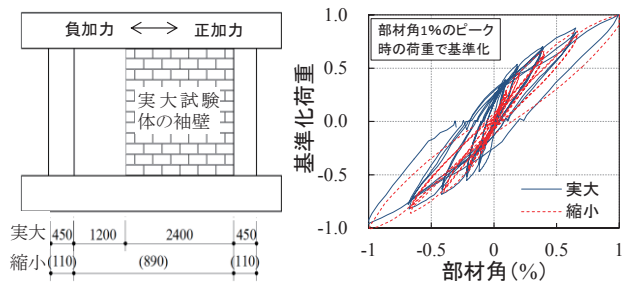 負加力 正加力
実大試験
体の袖壁
実大 450 1200 2400 450
縮小 (110) (890) (110)
部材角1%のピーク
時の荷重で基準化
基準化荷重
1.0
0.5
0.0
-0.5
-1.0
実大
縮小
-1 -0.5 0 0.5 1
部材角(%)